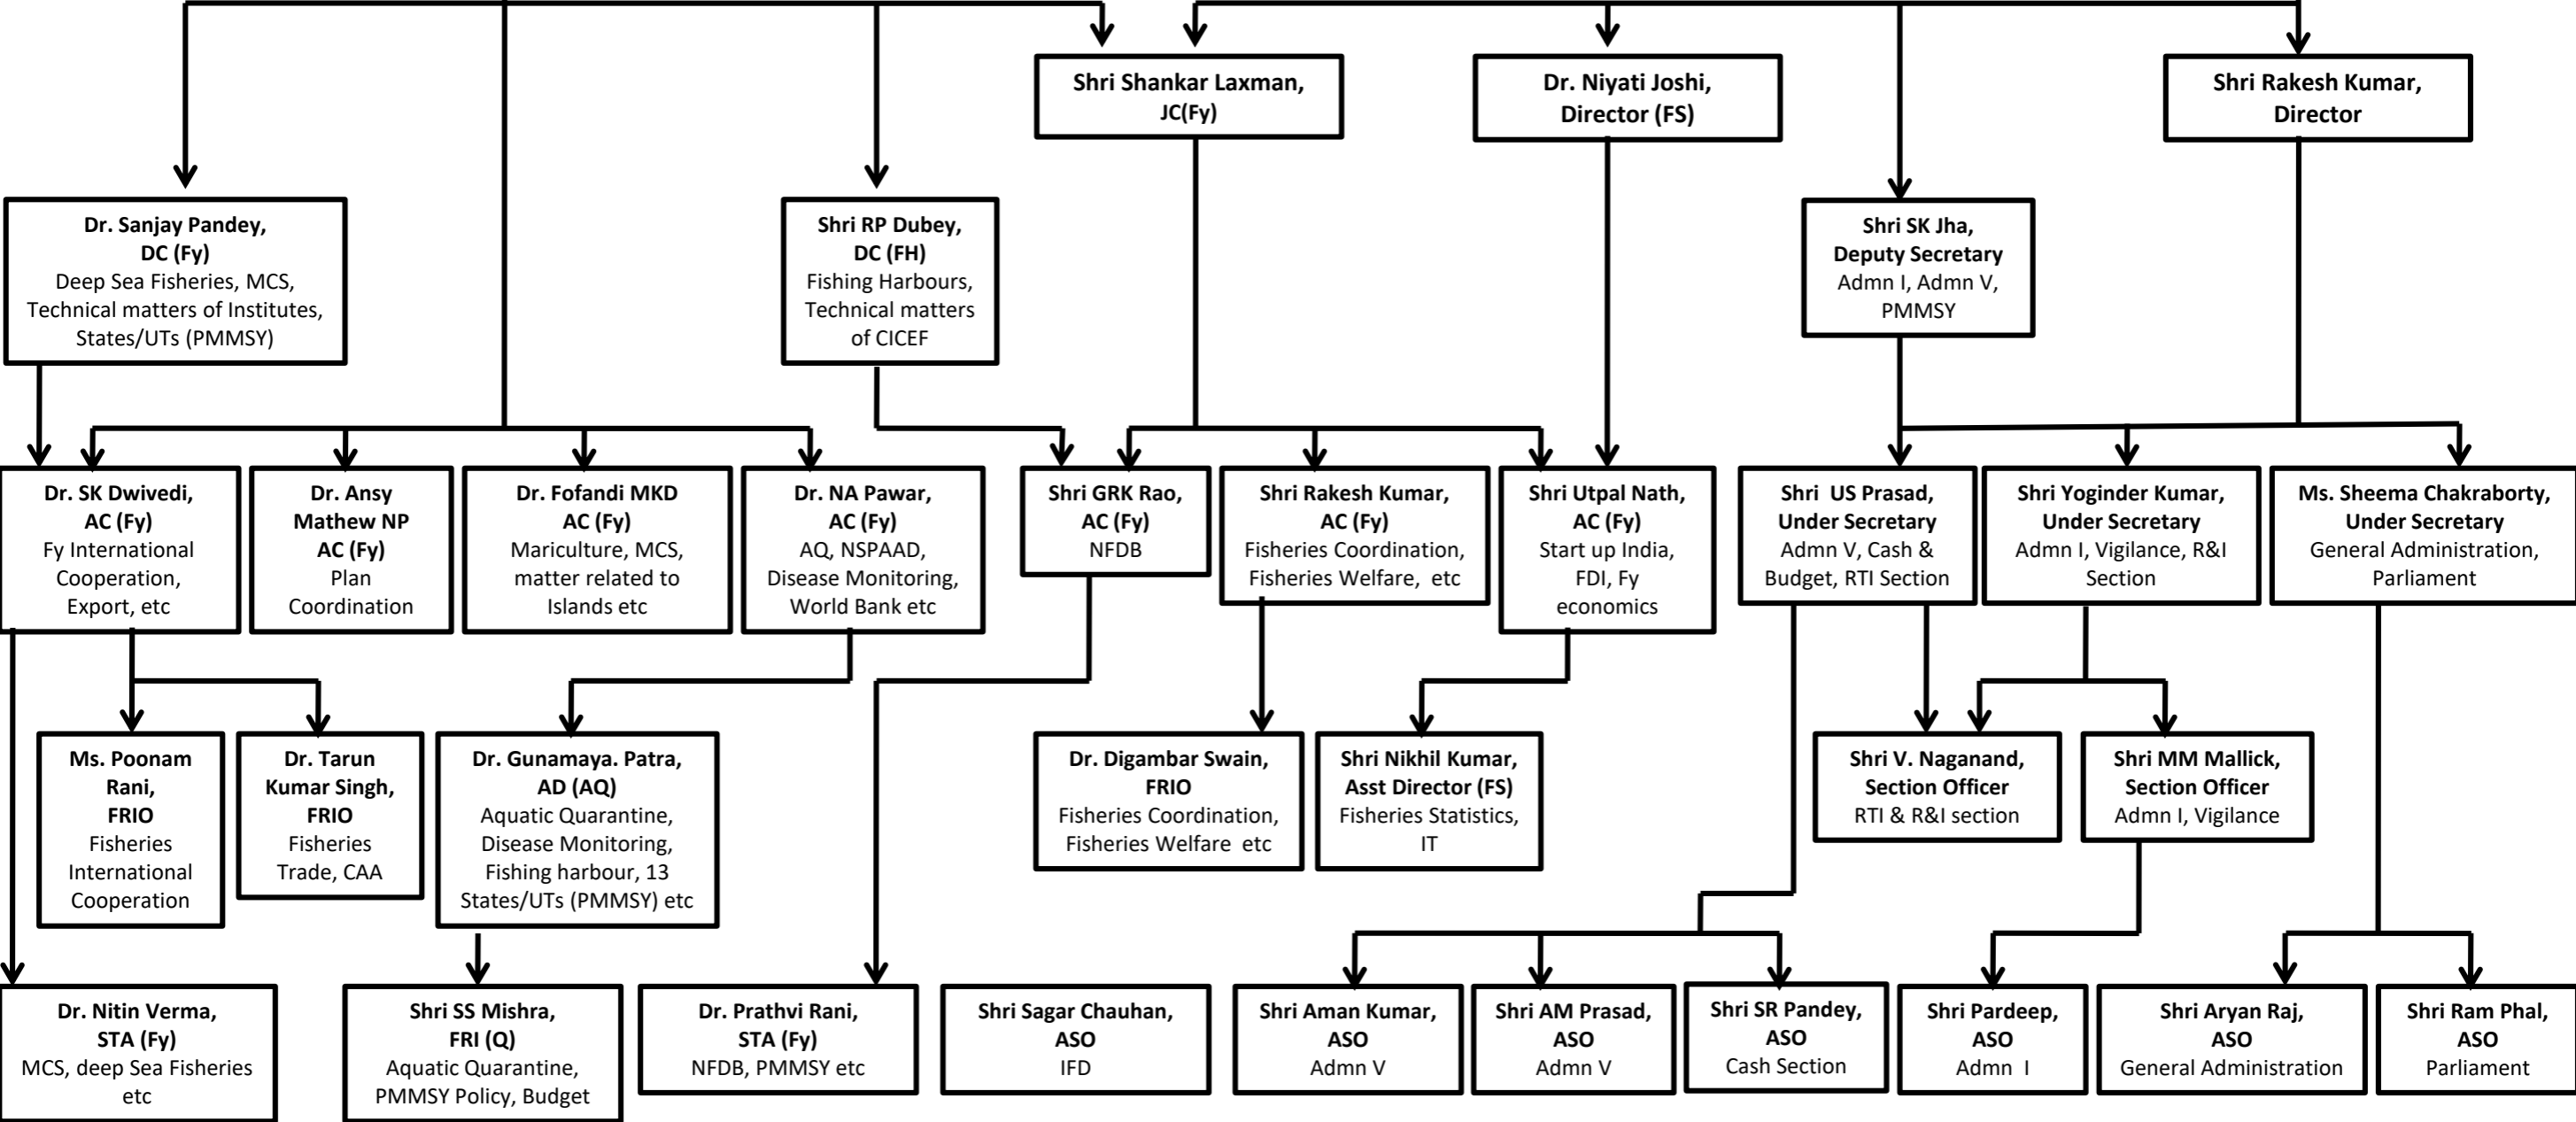 Shri Shankar Laxman,
JC(Fy)
Dr. Niyati Joshi,
Director (FS)
Shri Rakesh Kumar,
Director
Dr. Sanjay Pandey,
DC (Fy)
Deep Sea Fisheries, MCS,
Technical matters of Institutes,
States/UTs (PMMSY)
Shri RP Dubey,
DC (FH)
Fishing Harbours,
Technical matters
of CICEF
Shri SK Jha,
Deputy Secretary
Admn I, Admn V,
PMMSY
Dr. SK Dwivedi,
AC (Fy)
Fy International
Cooperation,
Export, etc
Dr. Ansy
Mathew NP
AC (Fy)
Plan
Coordination
Dr. Fofandi MKD
AC (Fy)
Mariculture, MCS,
matter related to
Islands etc
Dr. NA Pawar,
AC (Fy)
AQ, NSPAAD,
Disease Monitoring,
World Bank etc
Shri GRK Rao,
AC (Fy)
NFDB
Shri Rakesh Kumar,
AC (Fy)
Fisheries Coordination,
Fisheries Welfare, etc
Shri Utpal Nath,
AC (Fy)
Start up India,
FDI, Fy
economics
Shri US Prasad,
Under Secretary
Admn V, Cash &
Budget, RTI Section
Shri Yoginder Kumar,
Under Secretary
Admn I, Vigilance, R&I
Section
Ms. Sheema Chakraborty,
Under Secretary
General Administration,
Parliament
Ms. Poonam
Rani,
FRIO
Fisheries
International
Cooperation
Dr. Tarun
Kumar Singh,
FRIO
Fisheries
Trade, CAA
Dr. Gunamaya. Patra,
AD (AQ)
Aquatic Quarantine,
Disease Monitoring,
Fishing harbour, 13
States/UTs (PMMSY) etc
Dr. Digambar Swain,
FRIO
Fisheries Coordination,
Fisheries Welfare etc
Shri Nikhil Kumar,
Asst Director (FS)
Fisheries Statistics,
IT
Shri V. Naganand,
Section Officer
RTI & R&I section
Shri MM Mallick,
Section Officer
Admn I, Vigilance
Dr. Nitin Verma,
STA (Fy)
MCS, deep Sea Fisheries
etc
Shri SS Mishra,
FRI (Q)
Aquatic Quarantine,
PMMSY Policy, Budget
Dr. Prathvi Rani,
STA (Fy)
NFDB, PMMSY etc
Shri Sagar Chauhan,
ASO
IFD
Shri Aman Kumar,
ASO
Admn V
Shri AM Prasad,
ASO
Admn V
Shri SR Pandey,
ASO
Cash Section
Shri Pardeep,
ASO
Admn I
Shri Aryan Raj,
ASO
General Administration
Shri Ram Phal,
ASO
Parliament